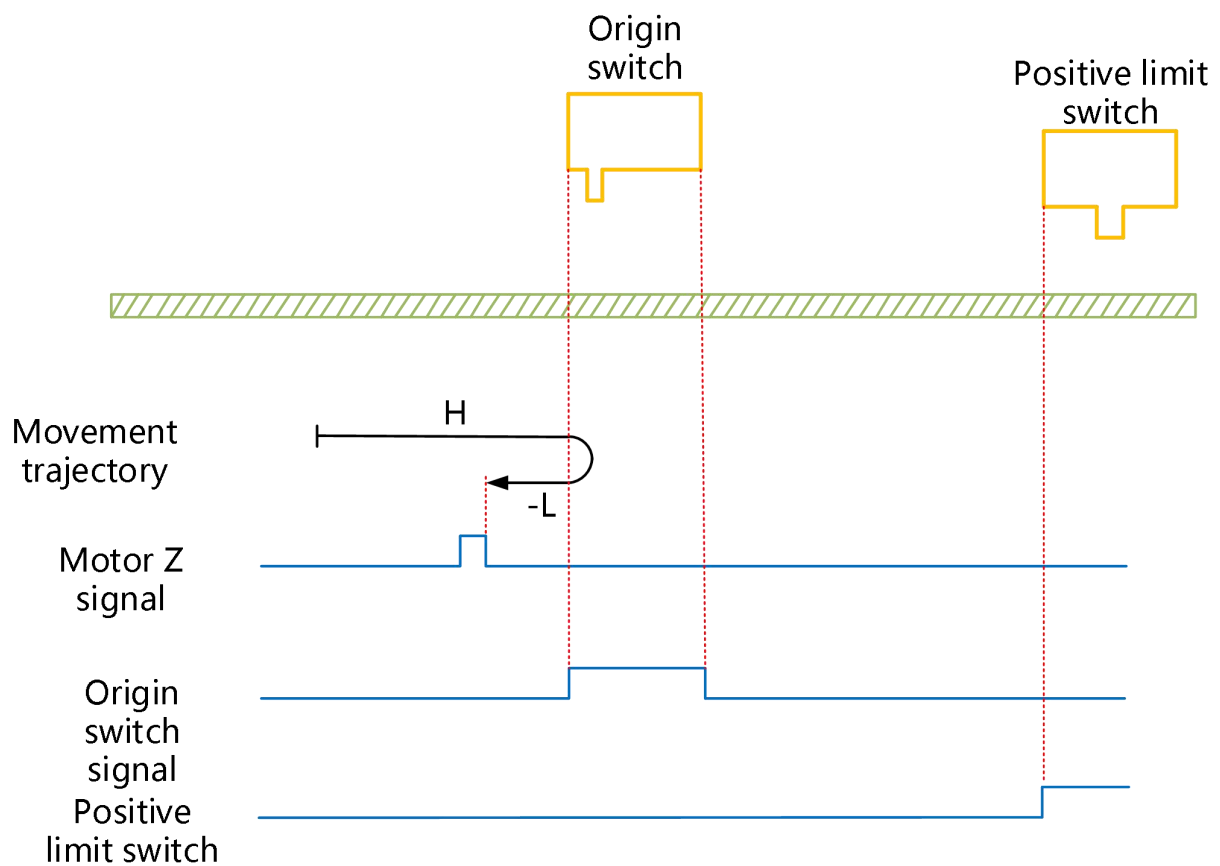 Origin
switch
Positive limit
switch
H
Movement
trajectory
-L
Motor Z
signal
Origin
switch
signal
Positive
limit switch